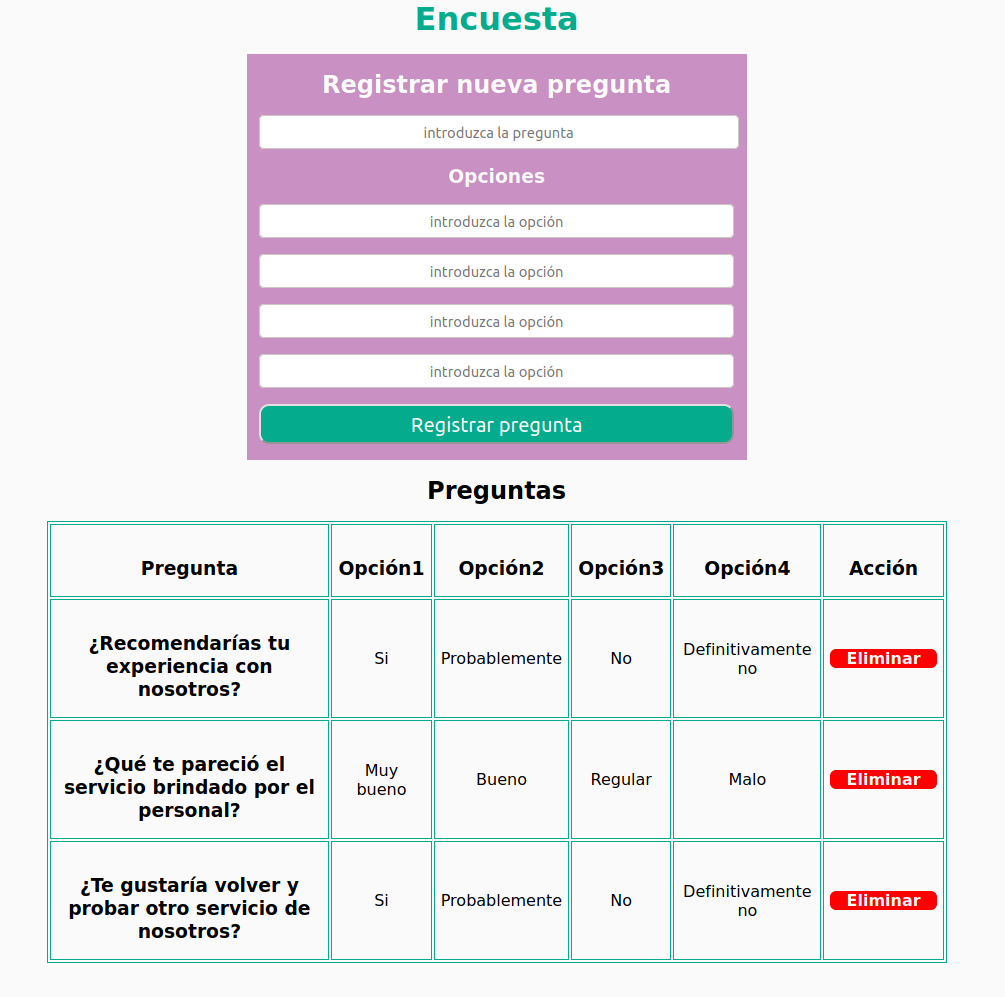 Encuesta
Registrar nueva pregunta
introduzca la pregunta
Opciones
introduzca la opción
introduzca la opción
introduzca la opción
introduzca la opción
Registrar pregunta
Preguntas
Pregunta Opción1 Opción2 Opción3 Opción4 Acción
¿Recomendarías tu
experiencia con
nosotros?
Si
Probablemente
No
Definitivamente
no
Eliminar
¿Qué te pareció el
servicio brindado por el
personal?
Muy
bueno
Bueno
Regular
Malo
Eliminar
¿Te gustaría volver y
probar otro servicio de
nosotros?
Si
Probablemente
No
Definitivamente
no
Eliminar